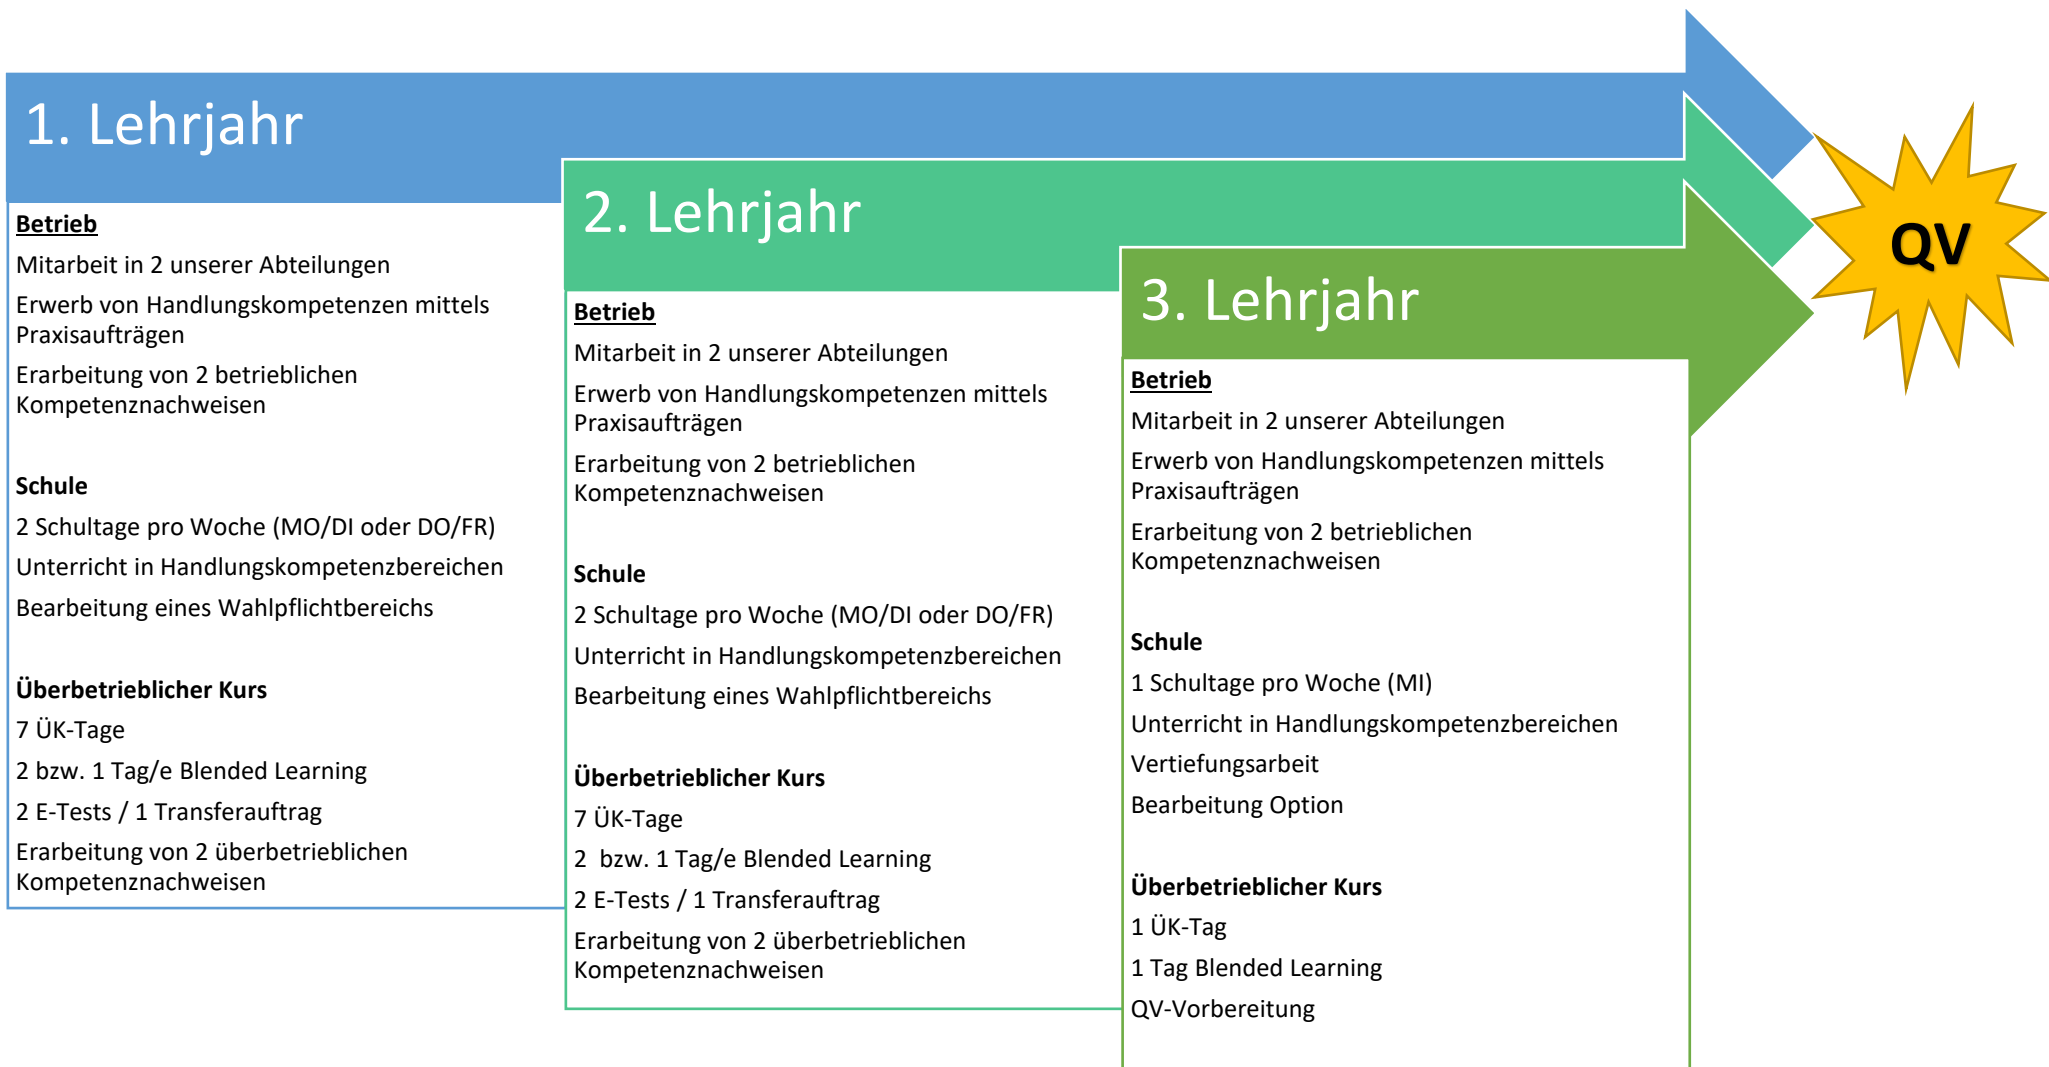 1. Lehrjahr
Betrieb
Mitarbeit in 2 unserer Abteilungen
Erwerb von Handlungskompetenzen mittels
Praxisaufträgen
Erarbeitung von 2 betrieblichen
Kompetenznachweisen
Schule
2 Schultage pro Woche (MO/DI oder DO/FR)
Unterricht in Handlungskompetenzbereichen
Bearbeitung eines Wahlpflichtbereichs
Überbetrieblicher Kurs
7 ÜK-Tage
2 bzw. 1 Tag/e Blended Learning
2 E-Tests / 1 Transferauftrag
Erarbeitung von 2 überbetrieblichen
Kompetenznachweisen
2. Lehrjahr
Betrieb
Mitarbeit in 2 unserer Abteilungen
Erwerb von Handlungskompetenzen mittels
Praxisaufträgen
Erarbeitung von 2 betrieblichen
Kompetenznachweisen
Schule
2 Schultage pro Woche (MO/DI oder DO/FR)
Unterricht in Handlungskompetenzbereichen
Bearbeitung eines Wahlpflichtbereichs
Überbetrieblicher Kurs
7 ÜK-Tage
2  bzw. 1 Tag/e Blended Learning
2 E-Tests / 1 Transferauftrag
Erarbeitung von 2 überbetrieblichen
Kompetenznachweisen
3. Lehrjahr
Betrieb
Mitarbeit in 2 unserer Abteilungen
Erwerb von Handlungskompetenzen mittels
Praxisaufträgen
Erarbeitung von 2 betrieblichen
Kompetenznachweisen
Schule
1 Schultage pro Woche (MI)
Unterricht in Handlungskompetenzbereichen
Vertiefungsarbeit
Bearbeitung Option
Überbetrieblicher Kurs
1 ÜK-Tag
1 Tag Blended Learning
QV-Vorbereitung
QV